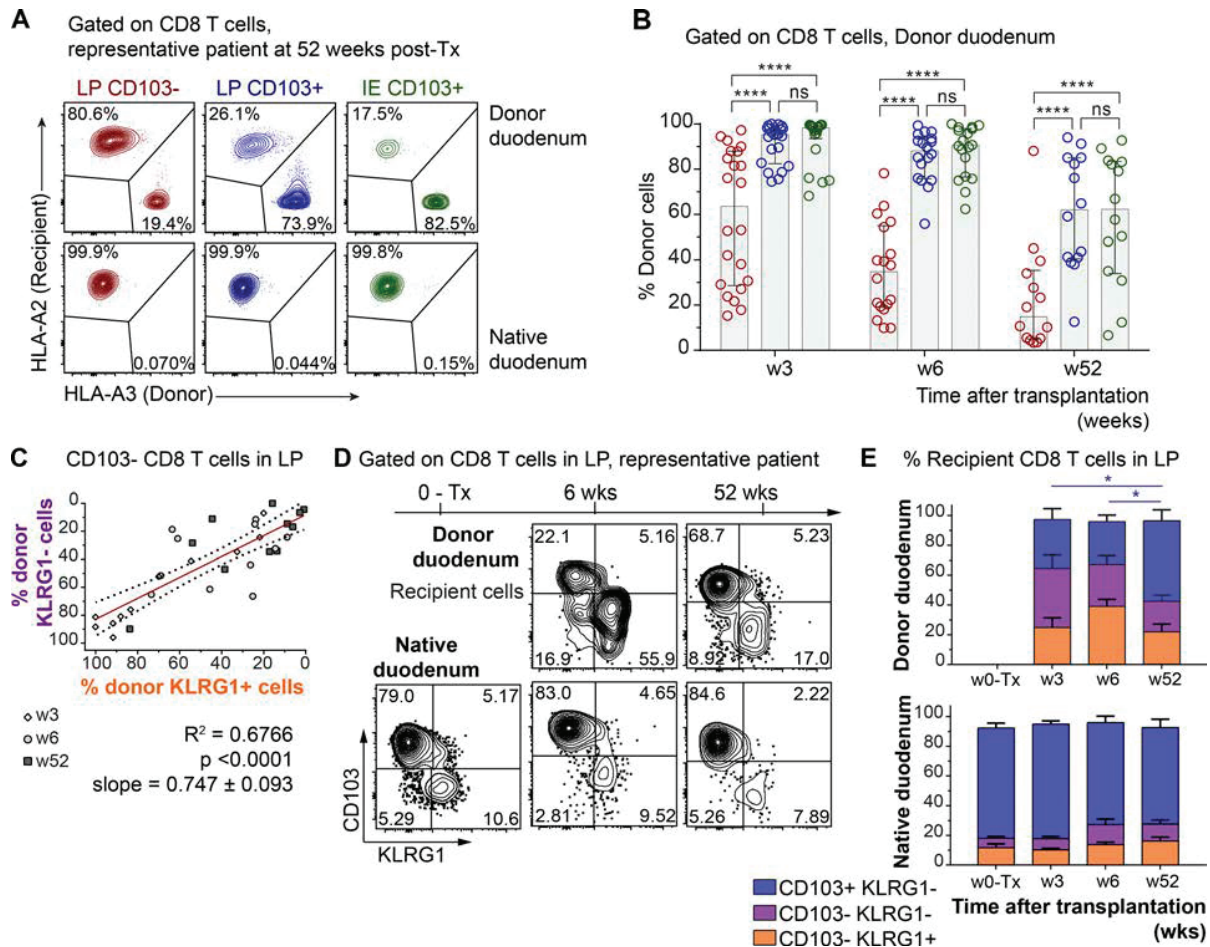 A
Gated on CD8 T cells,
representative patient at 52 weeks post-Tx
LP CD103- LP CD103+ IE CD103+
80.6% 26.1% 17.5%
19.4% 73.9% 82.5%
Donor
duodenum
99.9% 99.9% 99.8%
0.070% 0.044% 0.15%
Native
duodenum
HLA-A2 (Recipient)
HLA-A3 (Donor)
B
Gated on CD8 T cells, Donor duodenum
**** **** ****
**** ns **** ns **** ns
% Donor cells
100
80
60
40
20
0
w3 w6 w52
Time after transplantation
(weeks)
C
CD103- CD8 T cells in LP
% donor
KLRG1- cells
0
20
40
60
80
100
100 80 60 40 20 0
% donor KLRG1+ cells
w3
w6
w52
R² = 0.6766
p <0.0001
slope = 0.747 ± 0.093
D
Gated on CD8 T cells in LP, representative patient
0 - Tx 6 wks 52 wks
Donor
duodenum
Recipient cells
22.1 5.16 68.7 5.23
16.9 55.9 8.92 17.0
Native
duodenum
79.0 5.17 83.0 4.65 84.6 2.22
5.29 10.6 2.81 9.52 5.26 7.89
CD103
KLRG1
E
% Recipient CD8 T cells in LP
*
*
Donor duodenum
100
80
60
40
20
0
w0-Tx w3 w6 w52
Native duodenum
100
80
60
40
20
0
w0-Tx w3 w6 w52
Time after transplantation
(wks)
CD103+ KLRG1-
CD103- KLRG1-
CD103- KLRG1+